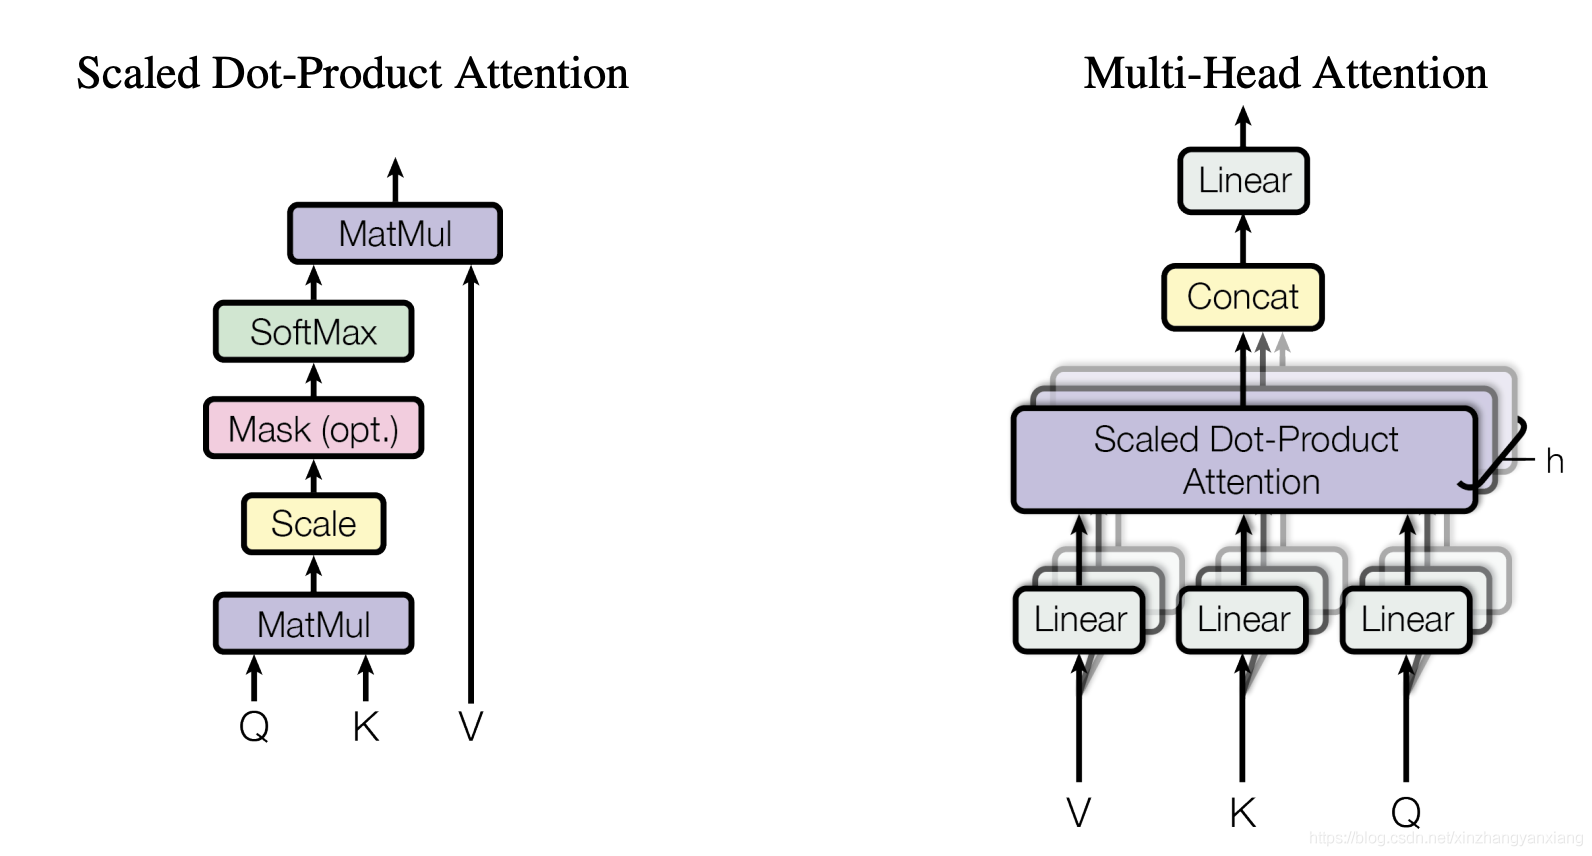 Scaled Dot-Product Attention
MatMul
SoftMax
Mask (opt.)
Scale
MatMul
Q K V
Multi-Head Attention
Linear
Concat
Scaled Dot-Product
Attention
h
Linear Linear Linear
V K Q
https://blog.csdn.net/xinzhangyanxiang